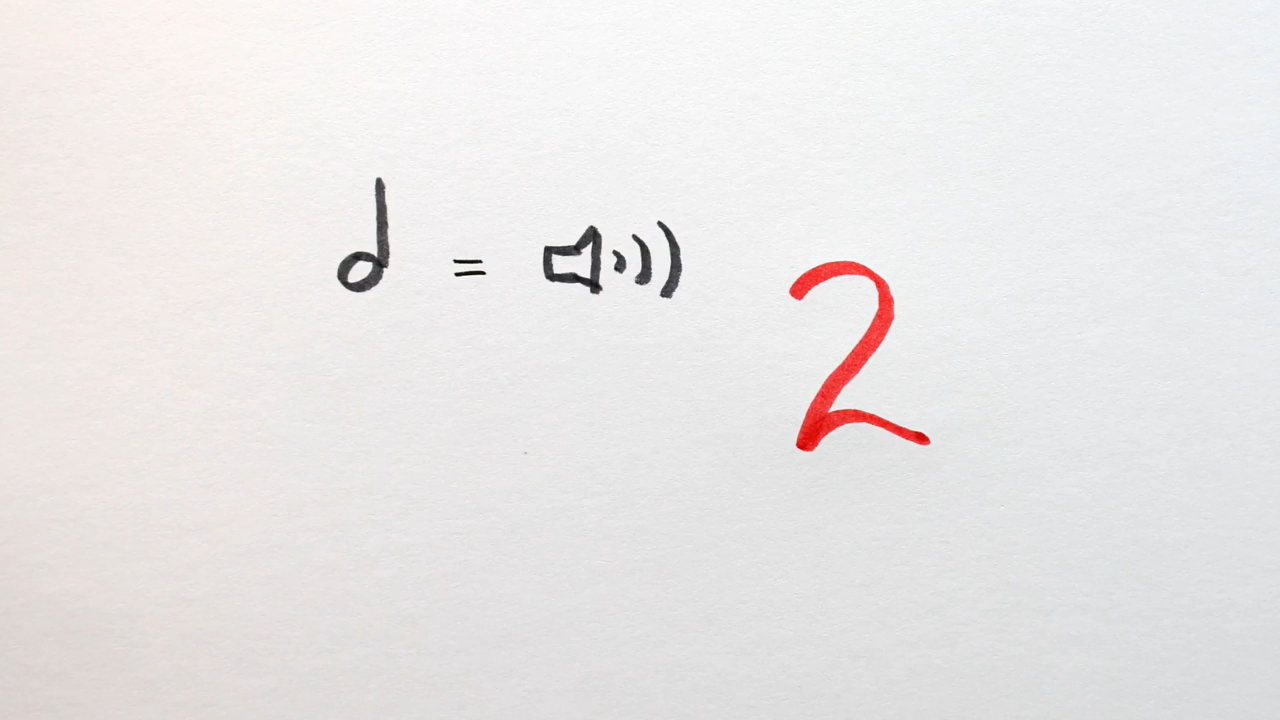 𝅗𝅥 = 🔊 2